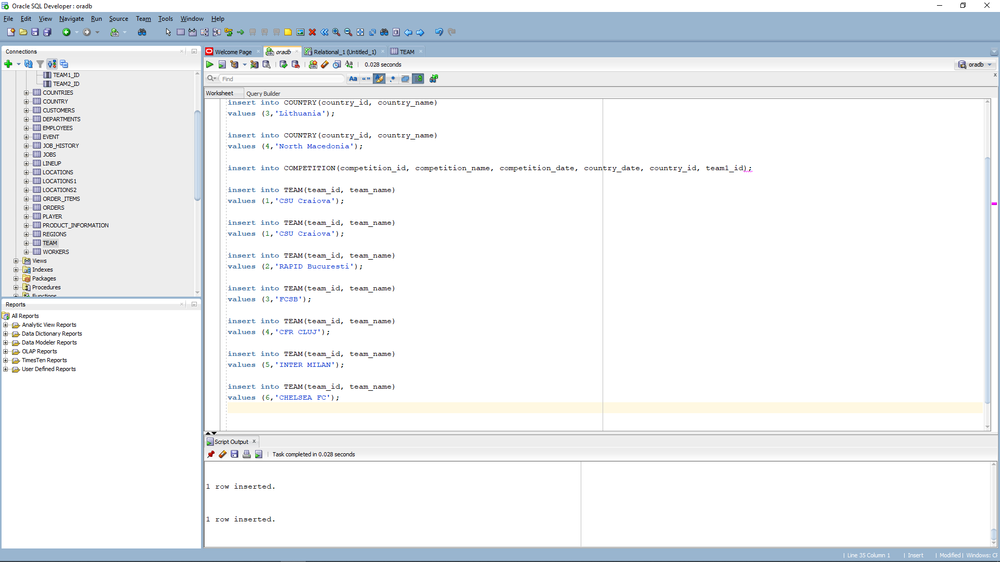 Oracle SQL Developer : oradb
File Edit View Navigate Run Source Team Tools Window Help
Connections
TEAM1_ID
TEAM2_ID
COUNTRIES
COUNTRY
CUSTOMERS
DEPARTMENTS
EMPLOYEES
EVENT
JOB_HISTORY
JOBS
LINEUP
LOCATIONS
LOCATIONS1
LOCATIONS2
ORDER_ITEMS
ORDERS
PLAYER
PRODUCT_INFORMATION
REGIONS
TEAM
WORKERS
Views
Indexes
Packages
Procedures
Functions
Reports
All Reports
Analytic View Reports
Data Dictionary Reports
Data Modeler Reports
OLAP Reports
TimesTen Reports
User Defined Reports
Welcome Page oradb Relational_1 (Untitled_1) TEAM
0.028 seconds
oradb
Find
Aa
Worksheet Query Builder
insert into COUNTRY(country_id, country_name)
values (3,'Lithuania');
insert into COUNTRY(country_id, country_name)
values (4,'North Macedonia');
insert into COMPETITION(competition_id, competition_name, competition_date, country_date, country_id, team1_id);
insert into TEAM(team_id, team_name)
values (1,'CSU Craiova');
insert into TEAM(team_id, team_name)
values (1,'CSU Craiova');
insert into TEAM(team_id, team_name)
values (2,'RAPID Bucuresti');
insert into TEAM(team_id, team_name)
values (3,'FCSB');
insert into TEAM(team_id, team_name)
values (4,'CFR CLUJ');
insert into TEAM(team_id, team_name)
values (5,'INTER MILAN');
insert into TEAM(team_id, team_name)
values (6,'CHELSEA FC');
Script Output
Task completed in 0.028 seconds
1 row inserted.
1 row inserted.
Line 35 Column 1 | Insert | Modified | Windows: CF